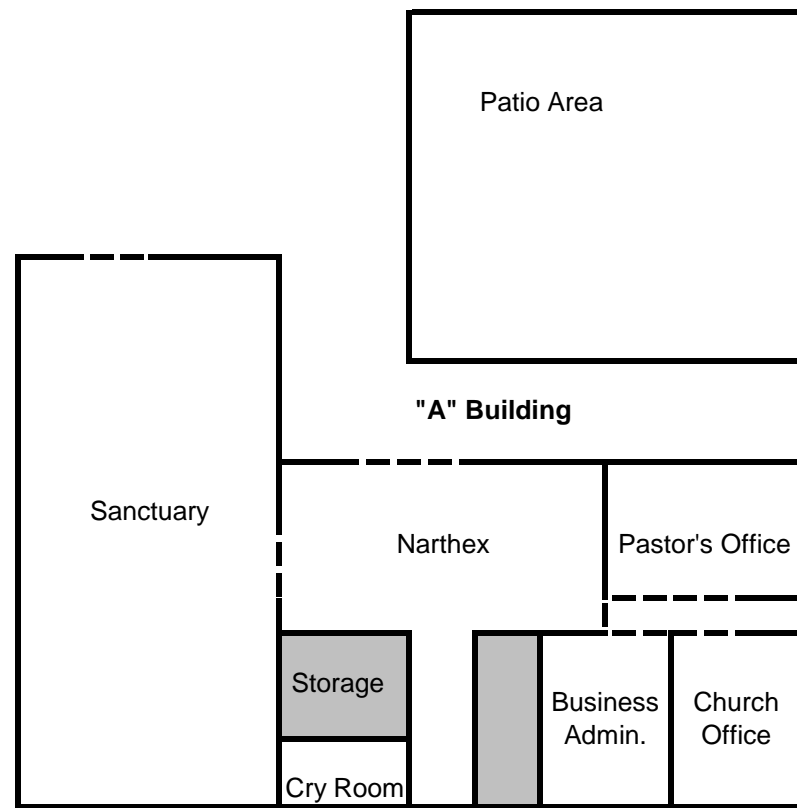 Patio Area
"A" Building
Sanctuary
Narthex
Pastor's Office
Storage
Business
Admin.
Church
Office
Cry Room